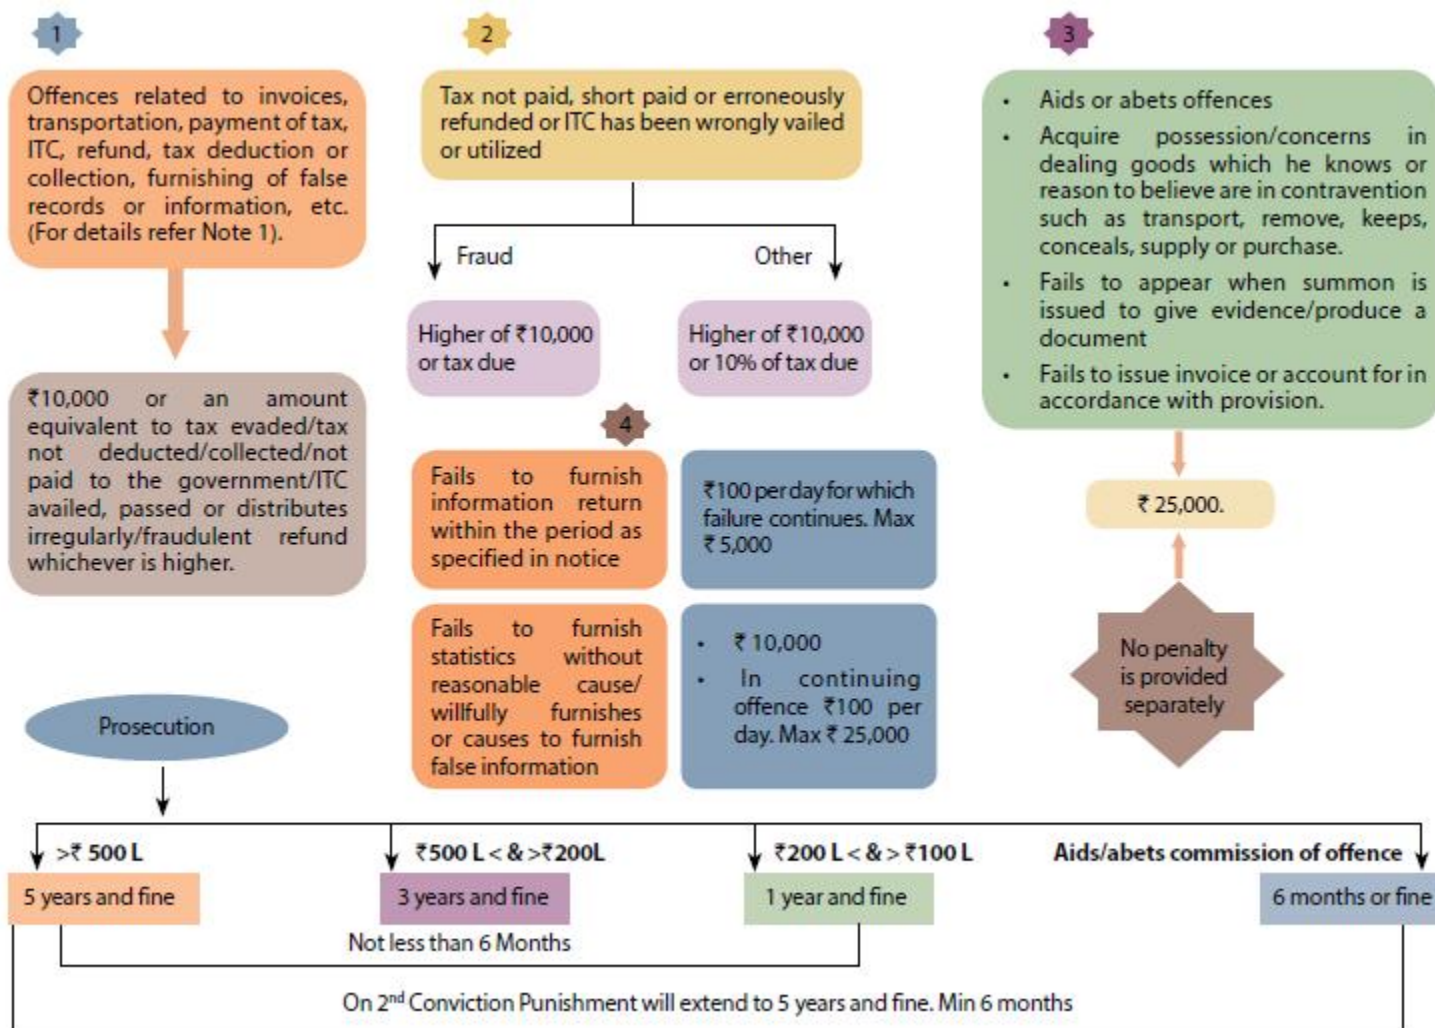 1
Offences related to invoices,
transportation, payment of tax,
ITC, refund, tax deduction or
collection, furnishing of false
records or information, etc.
(For details refer Note 1).
₹10,000 or an amount
equivalent to tax evaded/tax
not deducted/collected/not
paid to the government/ITC
availed, passed or distributes
irregularly/fraudulent refund
whichever is higher.
2
Tax not paid, short paid or erroneously
refunded or ITC has been wrongly vailed
or utilized
Fraud
Other
Higher of ₹10,000
or tax due
Higher of ₹10,000
or 10% of tax due
3
• Aids or abets offences
• Acquire possession/concerns in
dealing goods which he knows or
reason to believe are in contravention
such as transport, remove, keeps,
conceals, supply or purchase.
• Fails to appear when summon is
issued to give evidence/produce a
document
• Fails to issue invoice or account for in
accordance with provision.
₹ 25,000.
No penalty
is provided
separately
4
Fails to furnish
information return
within the period as
specified in notice
₹100 per day for which
failure continues. Max
₹ 5,000
Fails to furnish
statistics without
reasonable cause/
willfully furnishes
or causes to furnish
false information
• ₹ 10,000
• In continuing
offence ₹100 per
day. Max ₹ 25,000
Prosecution
>₹ 500 L
₹500 L < & >₹200L
₹200 L < & > ₹100 L
Aids/abets commission of offence
5 years and fine
3 years and fine
1 year and fine
6 months or fine
Not less than 6 Months
On 2nd Conviction Punishment will extend to 5 years and fine. Min 6 months